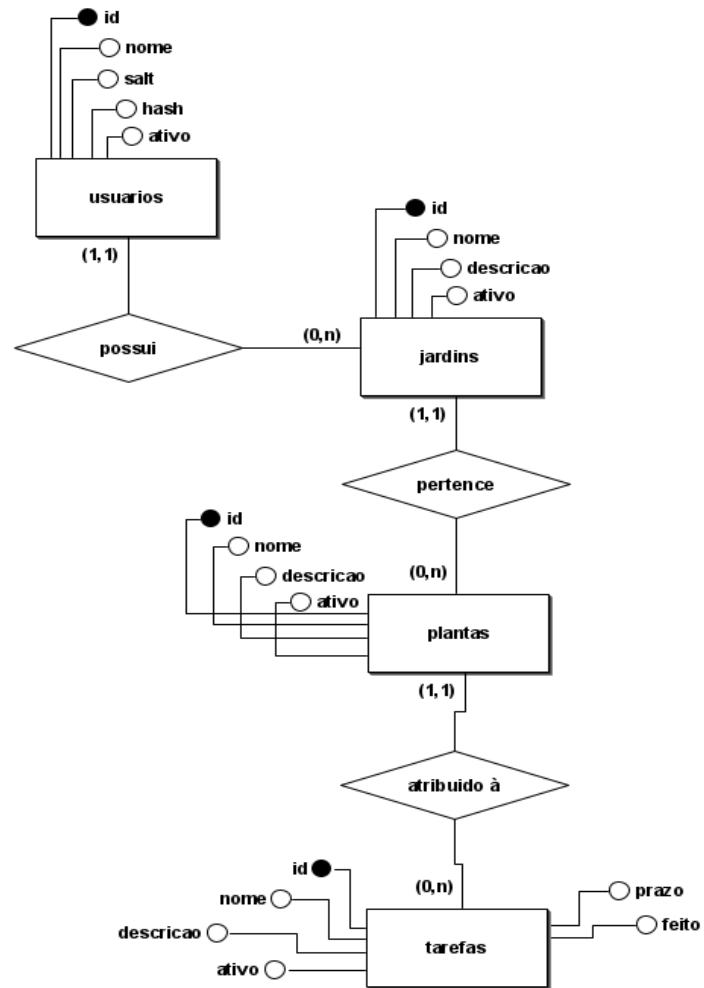 id
nome
salt
hash
ativo
usuarios
(1,1)
possui
(0,n)
id
nome
descricao
ativo
jardins
(1,1)
pertence
(0,n)
id
nome
descricao
ativo
plantas
(1,1)
atribuido à
(0,n)
id
nome
descricao
ativo
tarefas
prazo
feito